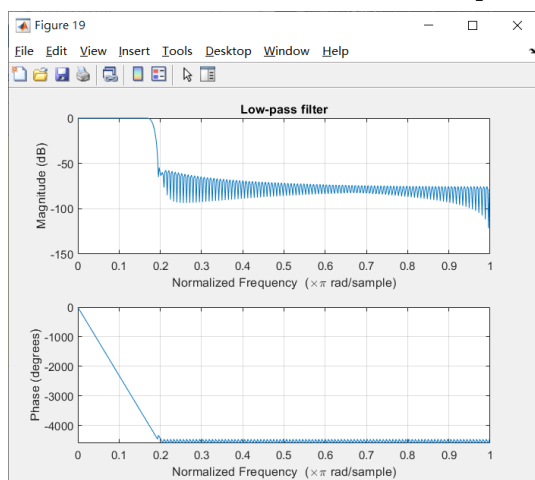 Figure 19
File Edit View Insert Tools Desktop Window Help
Low-pass filter
0
-50
-100
-150
Magnitude (dB)
0 0.1 0.2 0.3 0.4 0.5 0.6 0.7 0.8 0.9 1
Normalized Frequency (×π rad/sample)
0
-1000
-2000
-3000
-4000
Phase (degrees)
0 0.1 0.2 0.3 0.4 0.5 0.6 0.7 0.8 0.9 1
Normalized Frequency (×π rad/sample)